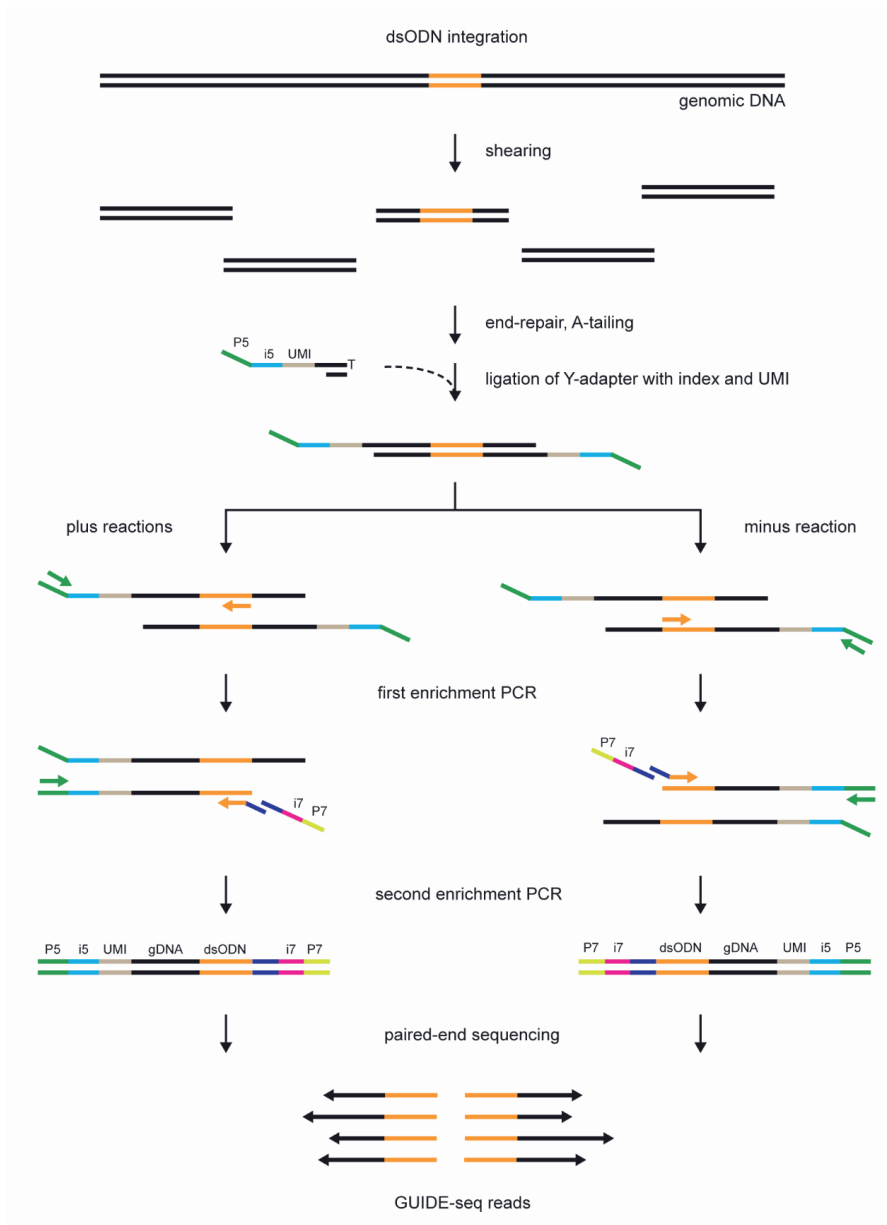 dsODN integration
genomic DNA
shearing
end-repair, A-tailing
P5
i5
UMI
T
ligation of Y-adapter with index and UMI
plus reactions
minus reaction
first enrichment PCR
i7
P7
P7
i7
second enrichment PCR
P5 i5 UMI gDNA dsODN i7 P7
P7 i7 dsODN gDNA UMI i5 P5
paired-end sequencing
GUIDE-seq reads